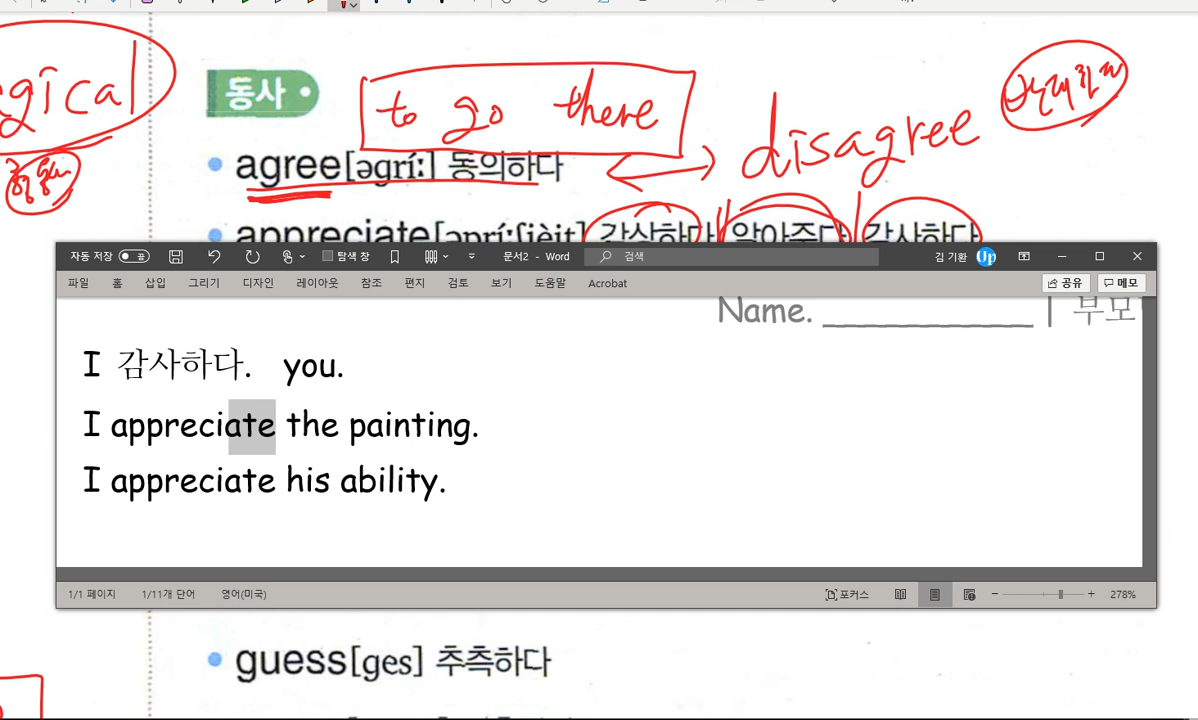 gical
동사
to go there
agree[əgríː] 동의하다
disagree
appreciate[əpríːʃièit] 감상하다 알아주다 감사하다
자동 저장 끔 탐색 창 문서2 - Word 검색 김 기환 Up
파일 홈 삽입 그리기 디자인 레이아웃 참조 편지 검토 보기 도움말 Acrobat 공유 메모
Name. ___________ | 부모
I 감사하다. you.
I appreciate the painting.
I appreciate his ability.
1/1 페이지 1/11개 단어 영어(미국) 포커스 278%
guess[ges] 추측하다